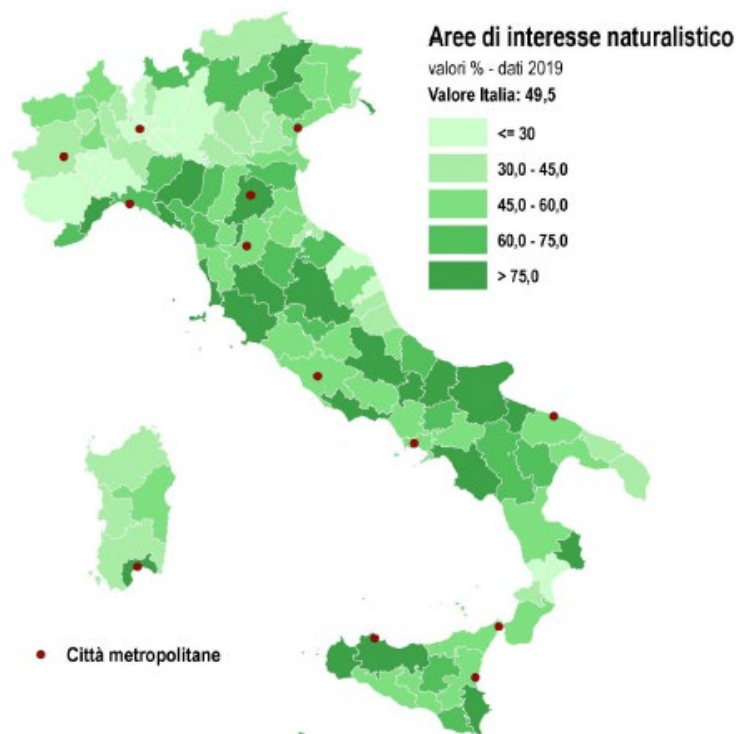 Aree di interesse naturalistico
valori % - dati 2019
Valore Italia: 49,5
<= 30
30,0 - 45,0
45,0 - 60,0
60,0 - 75,0
> 75,0
Città metropolitane